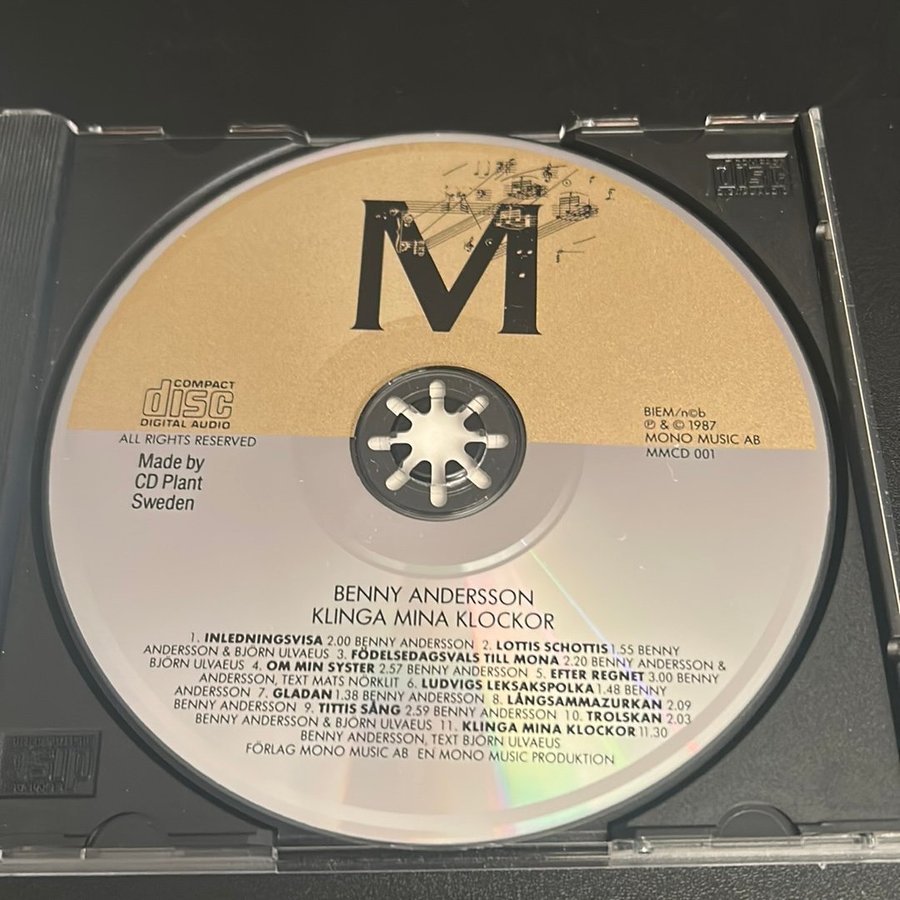 M
COMPACT
disc
DIGITAL AUDIO
ALL RIGHTS RESERVED
Made by
CD Plant
Sweden
BIEM/n©b
℗ & © 1987
MONO MUSIC AB
MMCD 001
BENNY ANDERSSON
KLINGA MINA KLOCKOR
1. INLEDNINGSVISA 2.00 BENNY ANDERSSON 2. LOTTIS SCHOTTIS 1.55 BENNY
ANDERSSON & BJÖRN ULVAEUS 3. FÖDELSEDAGSVALS TILL MONA 2.20 BENNY ANDERSSON &
BJÖRN ULVAEUS 4. OM MIN SYSTER 2.57 BENNY ANDERSSON 5. EFTER REGNET 3.00 BENNY
ANDERSSON, TEXT MATS NÖRKLIT 6. LUDVIGS LEKSAKSPOLKA 1.48 BENNY
ANDERSSON 7. GLADAN 1.38 BENNY ANDERSSON 8. LÅNGSAMMAZURKAN 2.09
BENNY ANDERSSON 9. TITTIS SÅNG 2.59 BENNY ANDERSSON 10. TROLSKAN 2.03
BENNY ANDERSSON & BJÖRN ULVAEUS 11. KLINGA MINA KLOCKOR 11.30
BENNY ANDERSSON, TEXT BJÖRN ULVAEUS
FÖRLAG MONO MUSIC AB EN MONO MUSIC PRODUKTION
COMPACT
disc